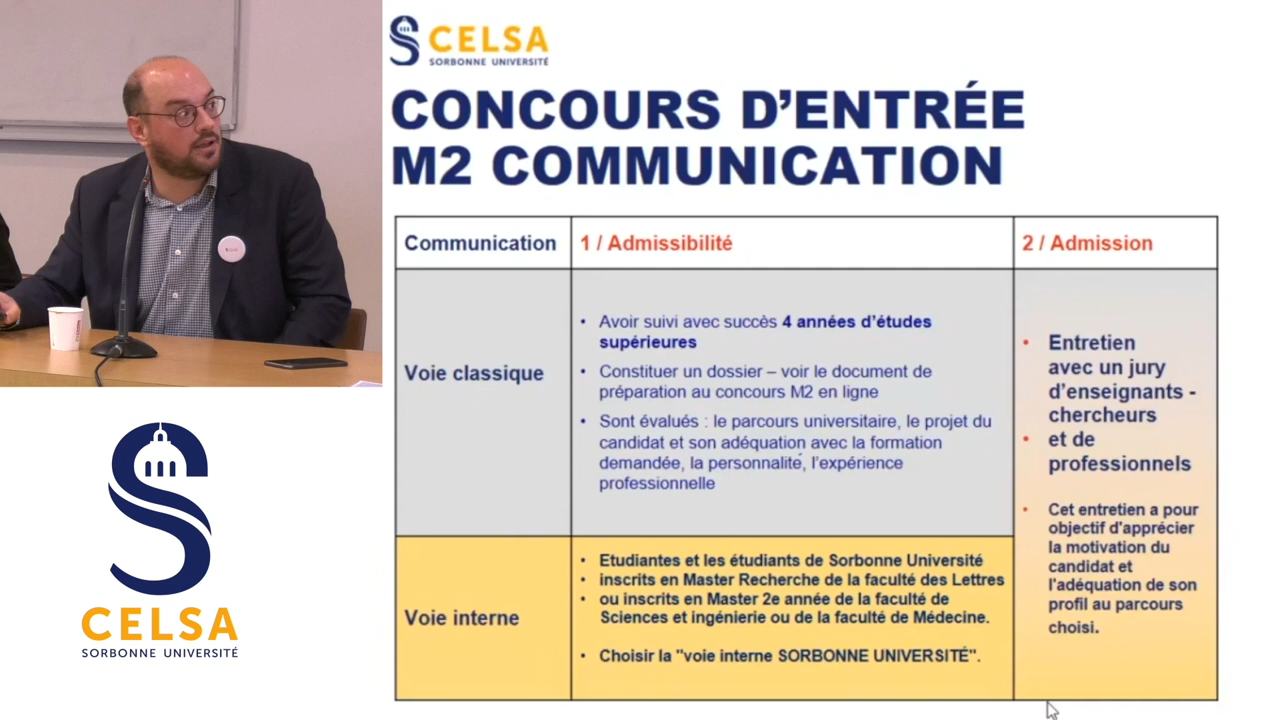 CELSA
SORBONNE UNIVERSITÉ
CONCOURS D’ENTRÉE
M2 COMMUNICATION
Communication
1 / Admissibilité
2 / Admission
Voie classique
• Avoir suivi avec succès 4 années d’études
supérieures
• Constituer un dossier – voir le document de
préparation au concours M2 en ligne
• Sont évalués : le parcours universitaire, le projet du
candidat et son adéquation avec la formation
demandée, la personnalité, l’expérience
professionnelle
• Entretien
avec un jury
d’enseignants -
chercheurs
• et de
professionnels
• Cet entretien a pour
objectif d'apprécier
la motivation du
candidat et
l'adéquation de son
profil au parcours
choisi.
Voie interne
• Etudiantes et les étudiants de Sorbonne Université
• inscrits en Master Recherche de la faculté des Lettres
• ou inscrits en Master 2e année de la faculté de
Sciences et ingénierie ou de la faculté de Médecine.
• Choisir la "voie interne SORBONNE UNIVERSITÉ".
CELSA
SORBONNE UNIVERSITÉ